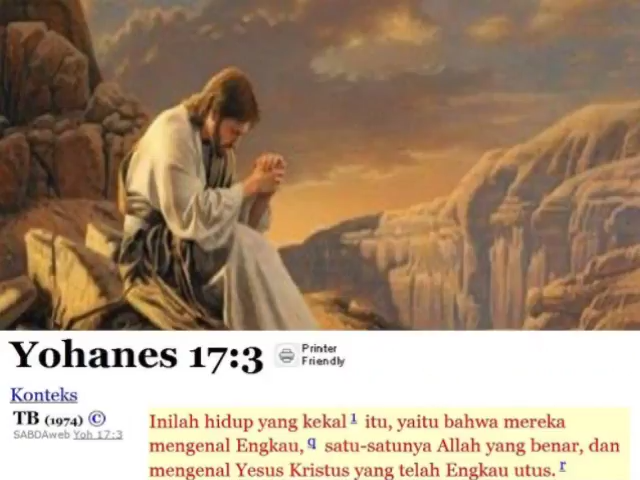 Yohanes 17:3
Printer
Friendly
Konteks
TB (1974) ©
SABDAweb Yoh 17:3
Inilah hidup yang kekal 1 itu, yaitu bahwa mereka
mengenal Engkau, q satu-satunya Allah yang benar, dan
mengenal Yesus Kristus yang telah Engkau utus. r